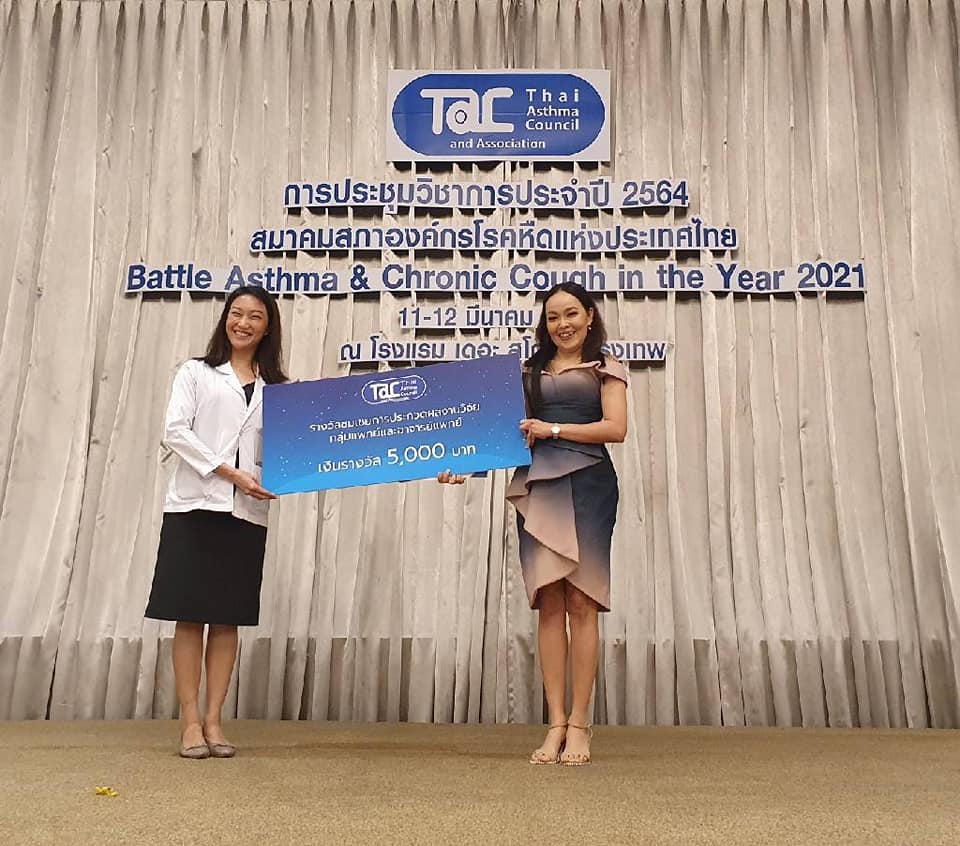 TaC Thai
Asthma
Council
and Association
การประชุมวิชาการประจำปี 2564
สมาคมสภาองค์กรโรคหืดแห่งประเทศไทย
Battle Asthma & Chronic Cough in the Year 2021
11-12 มีนาคม
ณ โรงแรม เดอะ
TaC Thai
Asthma
Council
รางวัลชมเชยการประกวดผลงานวิจัย
กลุ่มแพทย์และอาจารย์แพทย์
เงินรางวัล 5,000 บาท